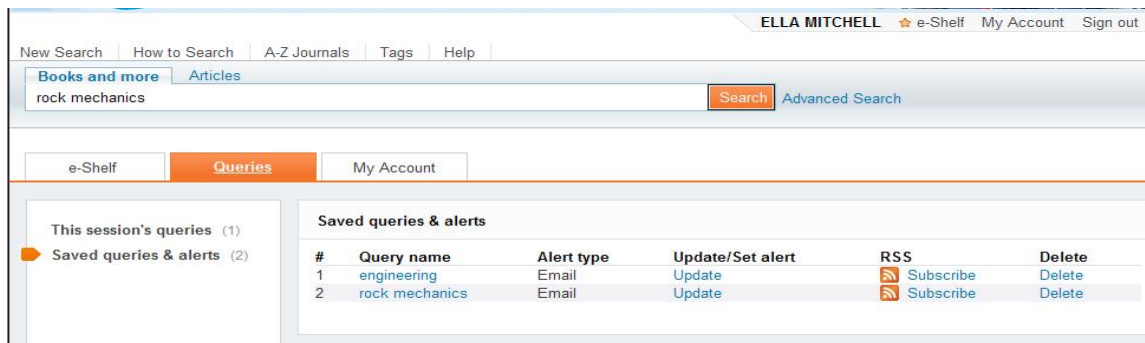 ELLA MITCHELL e-Shelf My Account Sign out
New Search How to Search A-Z Journals Tags Help
Books and more Articles
rock mechanics Search Advanced Search
e-Shelf Queries My Account
This session's queries (1)
Saved queries & alerts (2)
Saved queries & alerts
# Query name Alert type Update/Set alert RSS Delete
1 engineering Email Update Subscribe Delete
2 rock mechanics Email Update Subscribe Delete